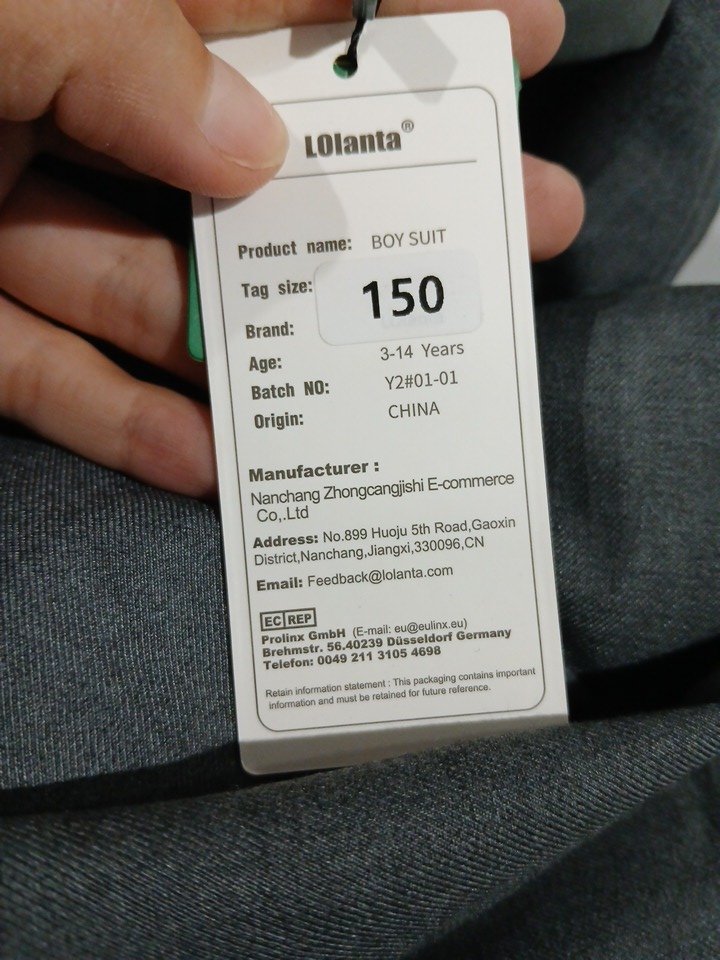 LOlanta®
Product name: BOY SUIT
Tag size: 150
Brand:
Age: 3-14 Years
Batch NO: Y2#01-01
Origin: CHINA
Manufacturer :
Nanchang Zhongcangjishi E-commerce
Co,.Ltd
Address: No.899 Huoju 5th Road,Gaoxin
District,Nanchang,Jiangxi,330096,CN
Email: Feedback@lolanta.com
EC REP
Prolinx GmbH (E-mail: eu@eulinx.eu)
Brehmstr. 56.40239 Düsseldorf Germany
Telefon: 0049 211 3105 4698
Retain information statement : This packaging contains important
information and must be retained for future reference.